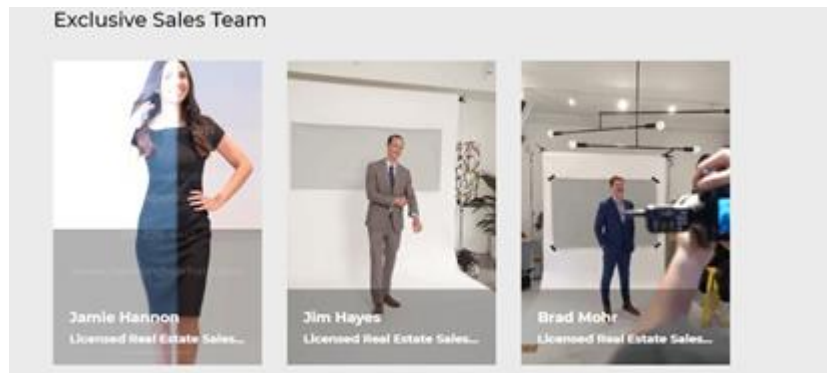 Exclusive Sales Team
Jamie Hannon
Licensed Real Estate Sales...
Jim Hayes
Licensed Real Estate Sales...
Brad Mohr
Licensed Real Estate Sales...